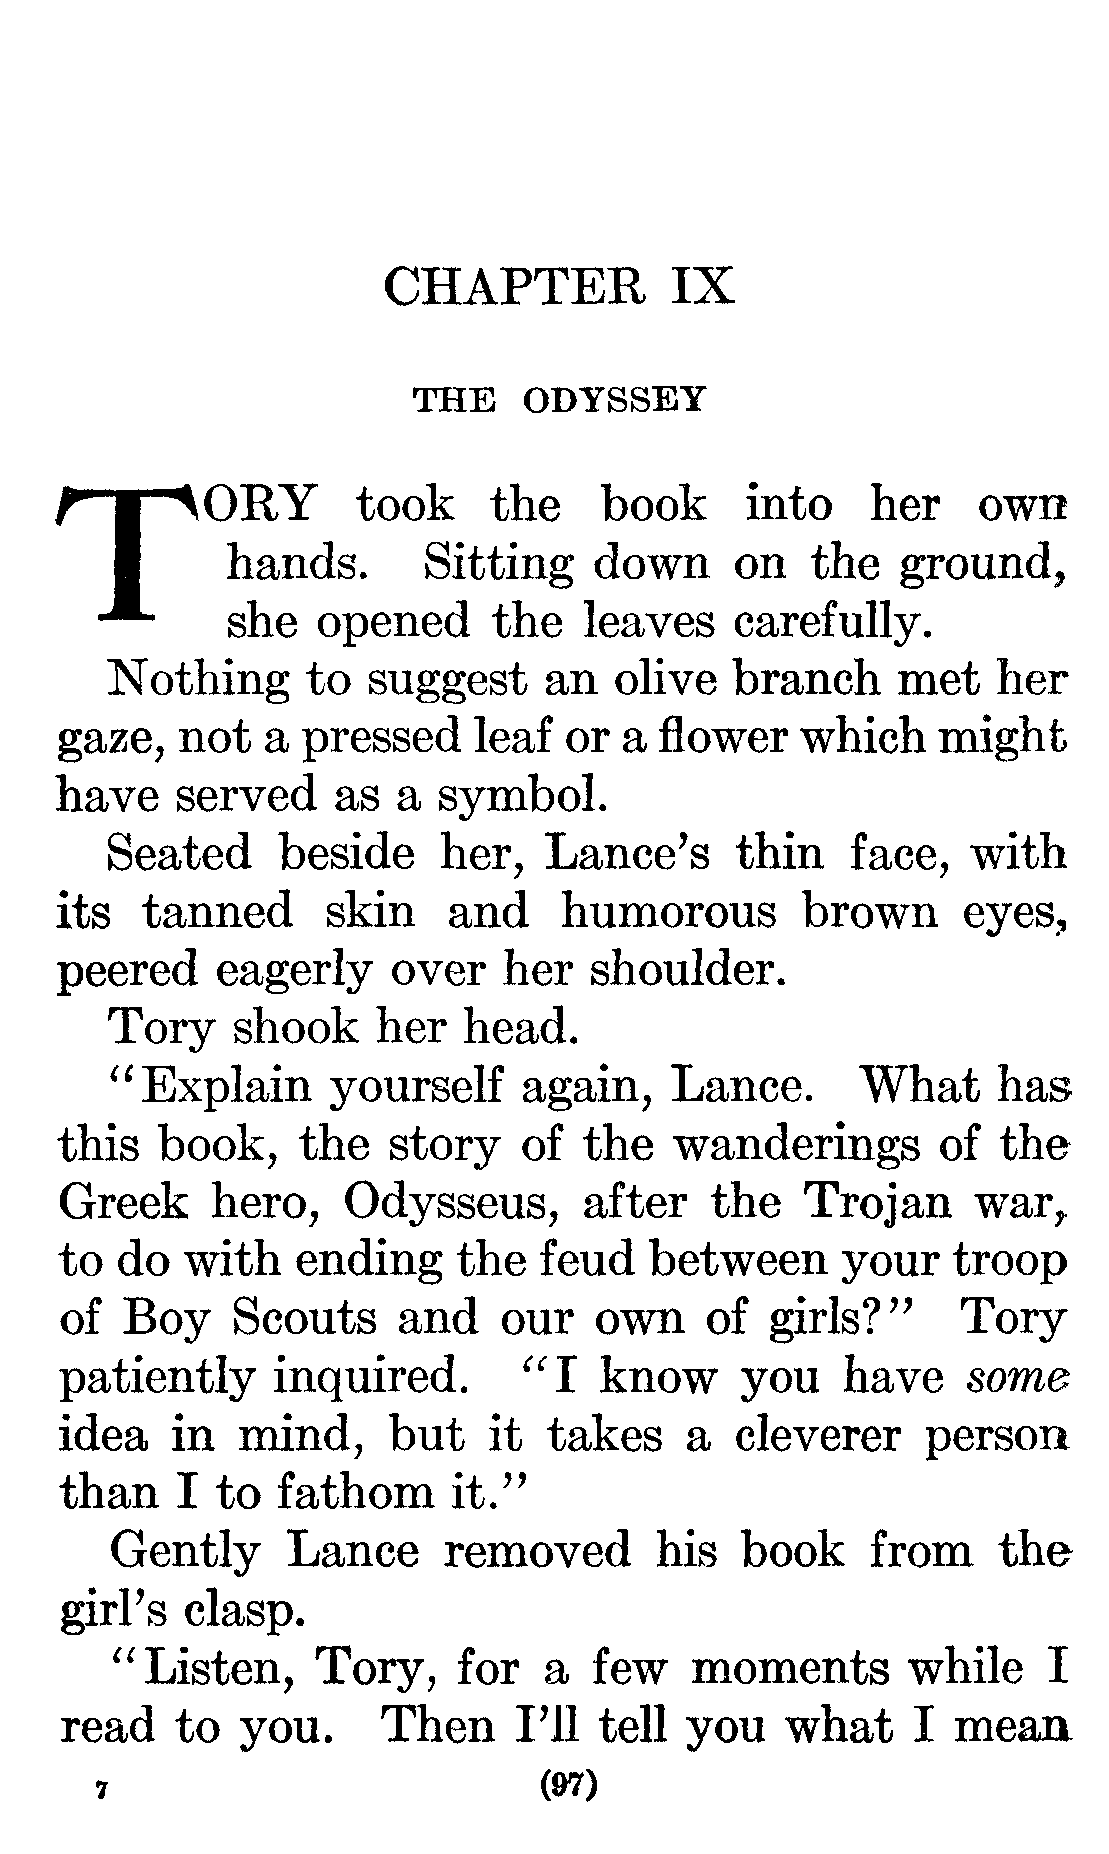 CHAPTER IX
THE ODYSSEY
TORY took the book into her own
hands. Sitting down on the ground,
she opened the leaves carefully.
Nothing to suggest an olive branch met her
gaze, not a pressed leaf or a flower which might
have served as a symbol.
Seated beside her, Lance's thin face, with
its tanned skin and humorous brown eyes,
peered eagerly over her shoulder.
Tory shook her head.
"Explain yourself again, Lance. What has
this book, the story of the wanderings of the
Greek hero, Odysseus, after the Trojan war,
to do with ending the feud between your troop
of Boy Scouts and our own of girls?" Tory
patiently inquired. "I know you have some
idea in mind, but it takes a cleverer person
than I to fathom it."
Gently Lance removed his book from the
girl's clasp.
"Listen, Tory, for a few moments while I
read to you. Then I'll tell you what I mean
7 (97)